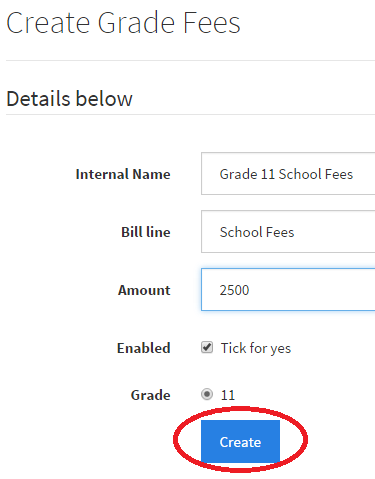 Create Grade Fees
Details below
Internal Name Grade 11 School Fees
Bill line School Fees
Amount 2500
Enabled Tick for yes
Grade 11
Create